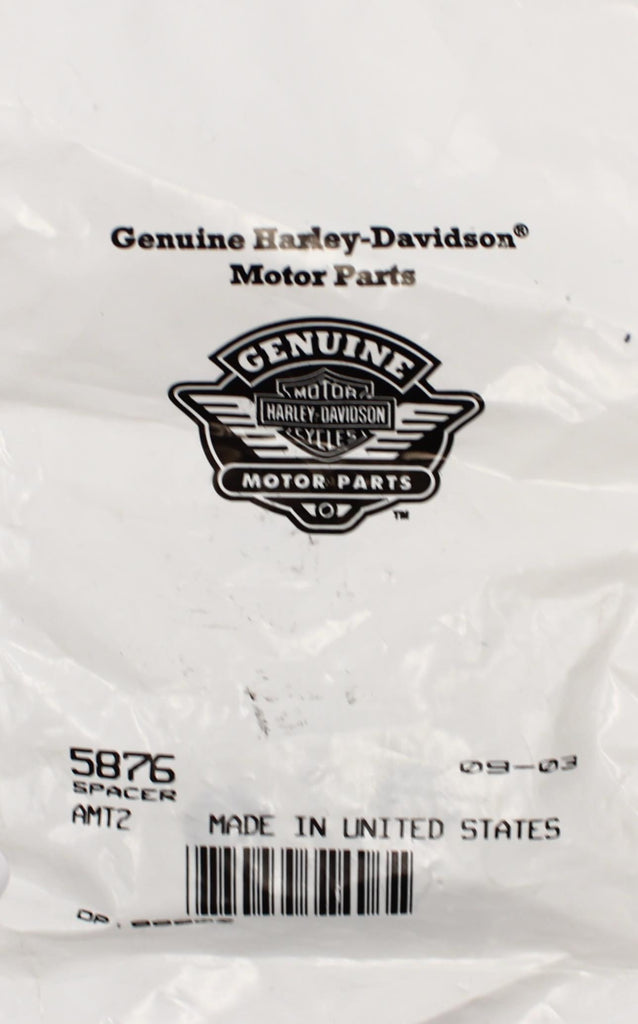 Genuine Harley-Davidson®
Motor Parts
GENUINE
MOTOR
HARLEY-DAVIDSON
CYCLES
MOTOR PARTS
TM
5876
09-03
SPACER
AMT2
MADE IN UNITED STATES